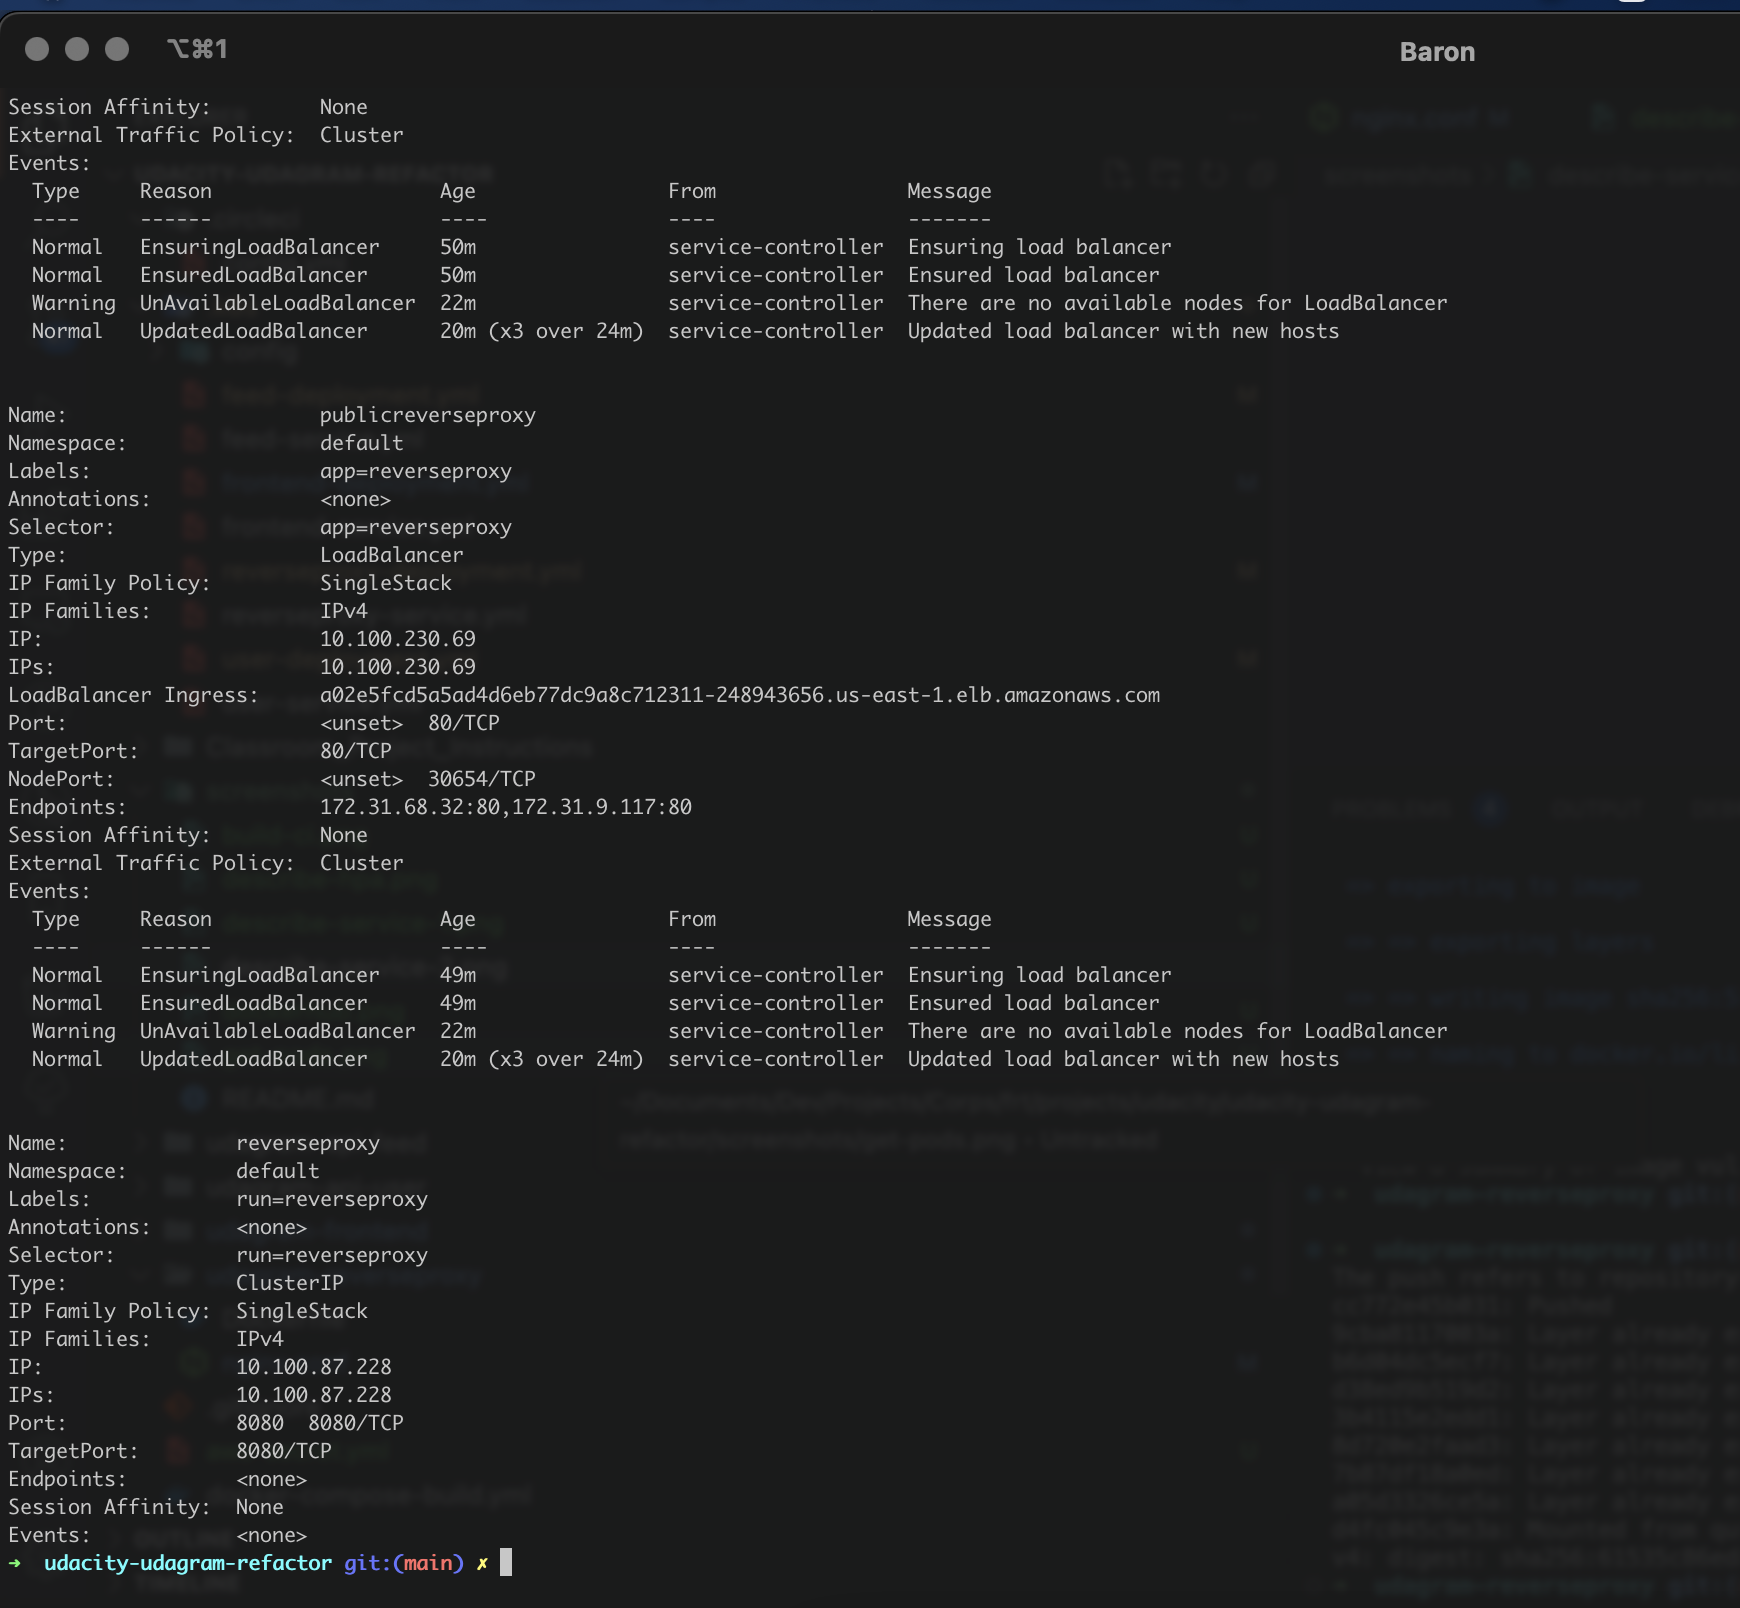 ⌥⌘1
Baron
Session Affinity:         None
External Traffic Policy:  Cluster
Events:
  Type     Reason                   Age                 From                Message
  ----     ------                   ----                ----                -------
  Normal   EnsuringLoadBalancer     50m                 service-controller  Ensuring load balancer
  Normal   EnsuredLoadBalancer      50m                 service-controller  Ensured load balancer
  Warning  UnAvailableLoadBalancer  22m                 service-controller  There are no available nodes for LoadBalancer
  Normal   UpdatedLoadBalancer      20m (x3 over 24m)   service-controller  Updated load balancer with new hosts
Name:                     publicreverseproxy
Namespace:                default
Labels:                   app=reverseproxy
Annotations:              <none>
Selector:                 app=reverseproxy
Type:                     LoadBalancer
IP Family Policy:         SingleStack
IP Families:              IPv4
IP:                       10.100.230.69
IPs:                      10.100.230.69
LoadBalancer Ingress:     a02e5fcd5a5ad4d6eb77dc9a8c712311-248943656.us-east-1.elb.amazonaws.com
Port:                     <unset>  80/TCP
TargetPort:               80/TCP
NodePort:                 <unset>  30654/TCP
Endpoints:                172.31.68.32:80,172.31.9.117:80
Session Affinity:         None
External Traffic Policy:  Cluster
Events:
  Type     Reason                   Age                 From                Message
  ----     ------                   ----                ----                -------
  Normal   EnsuringLoadBalancer     49m                 service-controller  Ensuring load balancer
  Normal   EnsuredLoadBalancer      49m                 service-controller  Ensured load balancer
  Warning  UnAvailableLoadBalancer  22m                 service-controller  There are no available nodes for LoadBalancer
  Normal   UpdatedLoadBalancer      20m (x3 over 24m)   service-controller  Updated load balancer with new hosts
Name:              reverseproxy
Namespace:         default
Labels:            run=reverseproxy
Annotations:       <none>
Selector:          run=reverseproxy
Type:              ClusterIP
IP Family Policy:  SingleStack
IP Families:       IPv4
IP:                10.100.87.228
IPs:               10.100.87.228
Port:              8080  8080/TCP
TargetPort:        8080/TCP
Endpoints:         <none>
Session Affinity:  None
Events:            <none>
➜  udacity-udagram-refactor git:(main) ✗